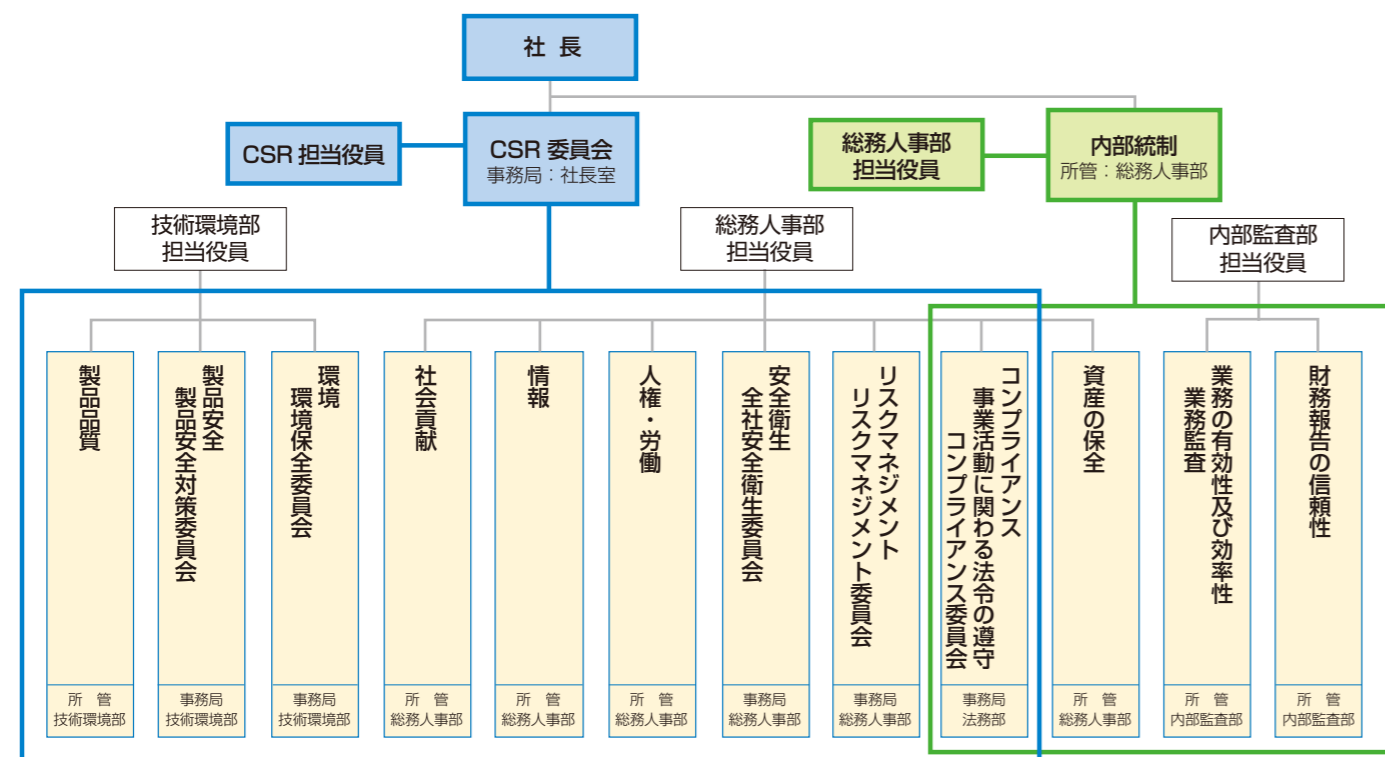 社 長
CSR 担当役員
CSR 委員会
事務局：社長室
総務人事部
担当役員
内部統制
所管：総務人事部
技術環境部
担当役員
総務人事部
担当役員
内部監査部
担当役員
製品品質
所 管
技術環境部
製品安全
製品安全対策委員会
事務局
技術環境部
環境
環境保全委員会
事務局
技術環境部
社会貢献
所 管
総務人事部
情報
所 管
総務人事部
人権・労働
所 管
総務人事部
安全衛生
全社安全衛生委員会
事務局
総務人事部
リスクマネジメント
リスクマネジメント委員会
事務局
総務人事部
コンプライアンス
事業活動に関わる法令の遵守
コンプライアンス委員会
事務局
法務部
資産の保全
所 管
総務人事部
業務の有効性及び効率性
業務監査
所 管
内部監査部
財務報告の信頼性
所 管
内部監査部